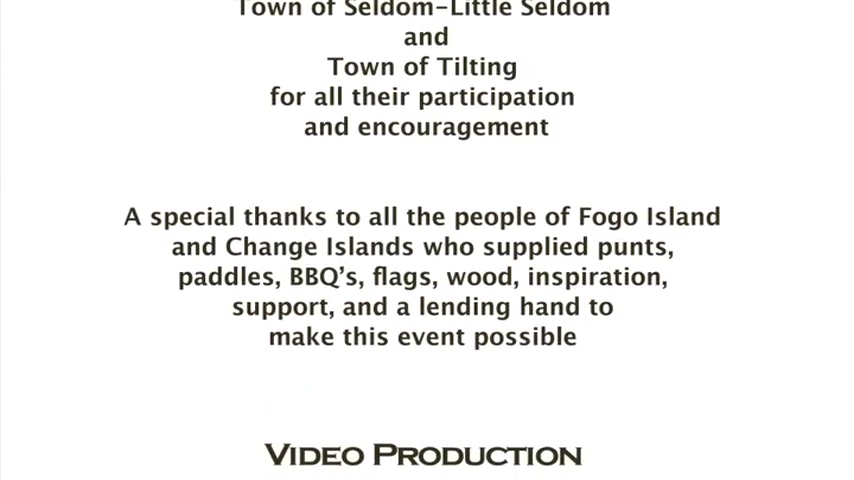 Town of Seldom-Little Seldom
and
Town of Tilting
for all their participation
and encouragement
A special thanks to all the people of Fogo Island
and Change Islands who supplied punts,
paddles, BBQ's, flags, wood, inspiration,
support, and a lending hand to
make this event possible
VIDEO PRODUCTION